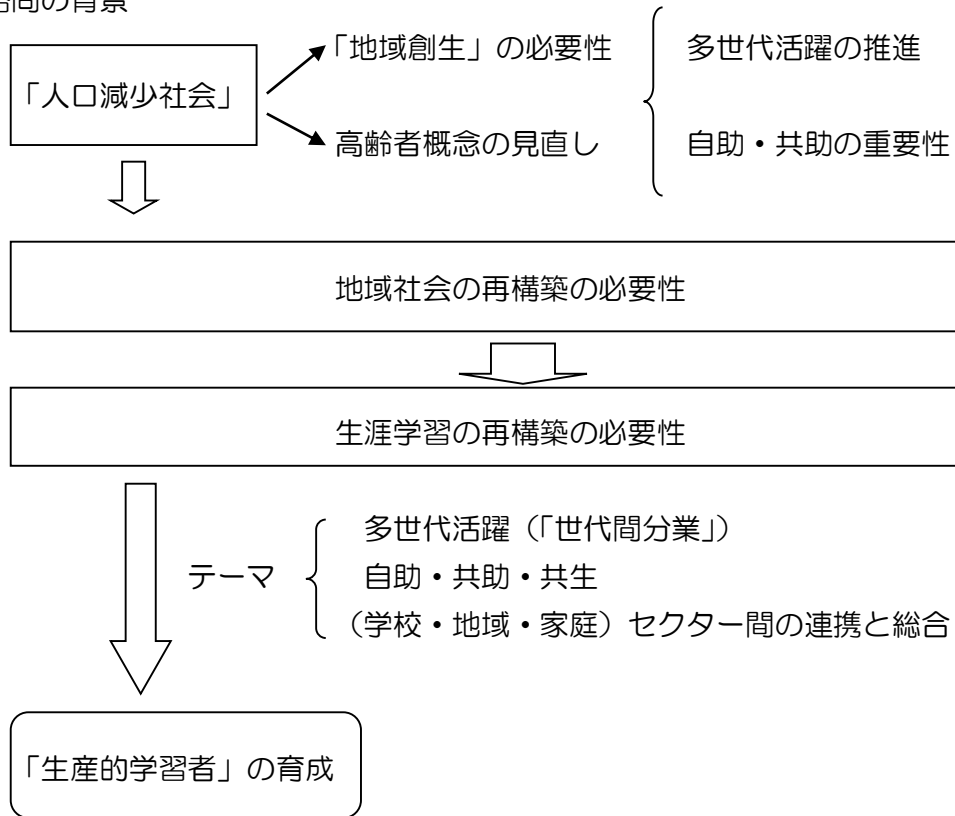 の背景
「人口減少社会」
「地域創生」の必要性
高齢者概念の見直し
多世代活躍の推進
自助・共助の重要性
地域社会の再構築の必要性
生涯学習の再構築の必要性
テーマ
多世代活躍(「世代間分業」)
自助・共助・共生
(学校・地域・家庭)セクター間の連携と総合
「生産的学習者」の育成